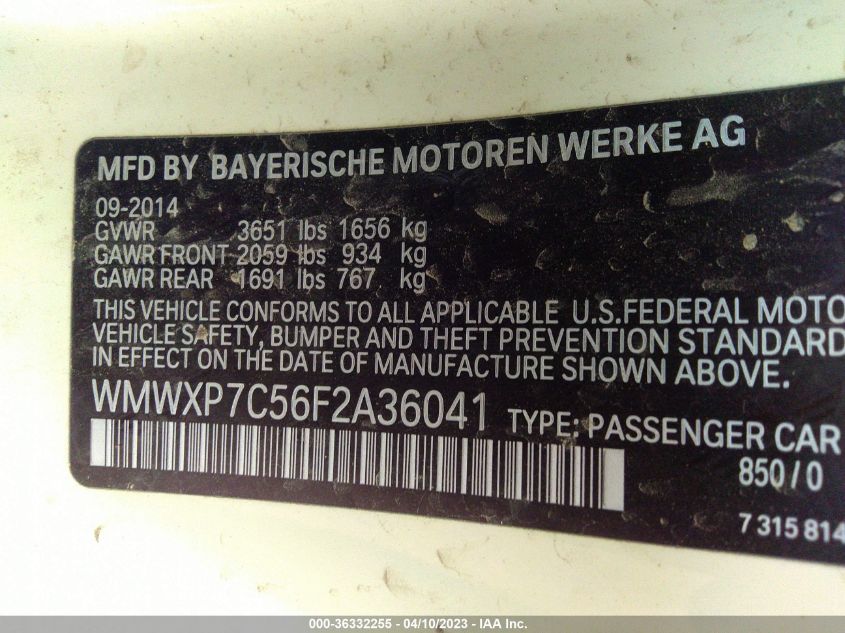 MFD BY BAYERISCHE MOTOREN WERKE AG
09-2014
GVWR 3651 lbs 1656 kg
GAWR FRONT 2059 lbs 934 kg
GAWR REAR 1691 lbs 767 kg
THIS VEHICLE CONFORMS TO ALL APPLICABLE U.S.FEDERAL MOTO
VEHICLE SAFETY, BUMPER AND THEFT PREVENTION STANDARD
IN EFFECT ON THE DATE OF MANUFACTURE SHOWN ABOVE.
WMWXP7C56F2A36041 TYPE: PASSENGER CAR
850/0
7 315 814
000-36332255 - 04/10/2023 - IAA Inc.